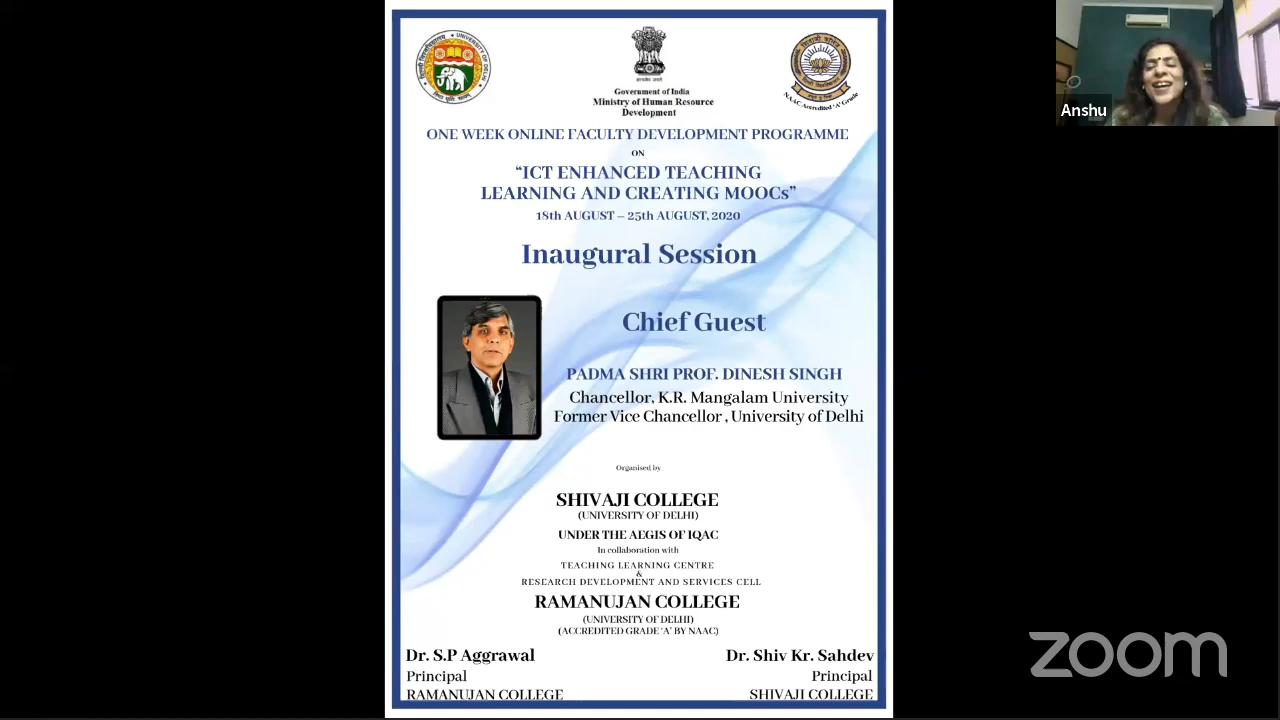 Government of India
Ministry of Human Resource
Development
NAAC Accredited 'A' Grade
ONE WEEK ONLINE FACULTY DEVELOPMENT PROGRAMME
ON
“ICT ENHANCED TEACHING
LEARNING AND CREATING MOOCs”
18th AUGUST – 25th AUGUST, 2020
Inaugural Session
Chief Guest
PADMA SHRI PROF. DINESH SINGH
Chancellor, K.R. Mangalam University
Former Vice Chancellor , University of Delhi
Organised by
SHIVAJI COLLEGE
(UNIVERSITY OF DELHI)
UNDER THE AEGIS OF IQAC
In collaboration with
TEACHING LEARNING CENTRE
&
RESEARCH DEVELOPMENT AND SERVICES CELL
RAMANUJAN COLLEGE
(UNIVERSITY OF DELHI)
(ACCREDITED GRADE 'A' BY NAAC)
Dr. S.P Aggrawal
Principal
RAMANUJAN COLLEGE
Dr. Shiv Kr. Sahdev
Principal
SHIVAJI COLLEGE
Anshu
zoom